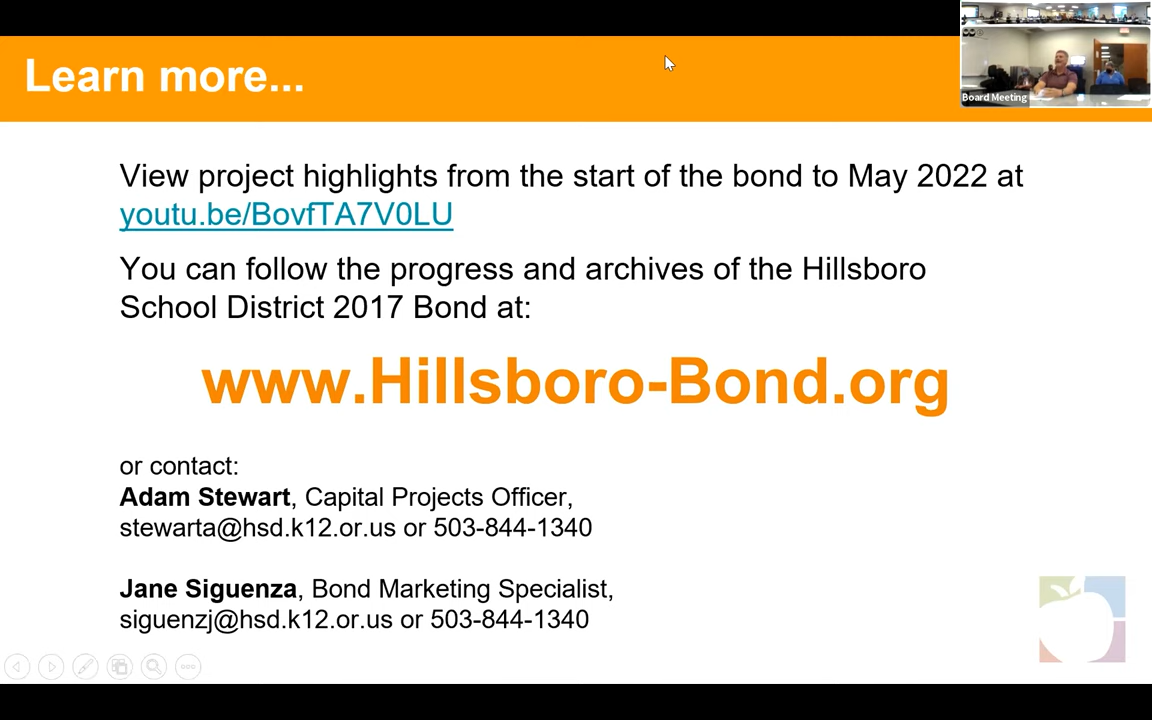 Learn more...
Board Meeting
View project highlights from the start of the bond to May 2022 at
youtu.be/BovfTA7V0LU
You can follow the progress and archives of the Hillsboro
School District 2017 Bond at:
www.Hillsboro-Bond.org
or contact:
Adam Stewart, Capital Projects Officer,
stewarta@hsd.k12.or.us or 503-844-1340
Jane Siguenza, Bond Marketing Specialist,
siguenzj@hsd.k12.or.us or 503-844-1340